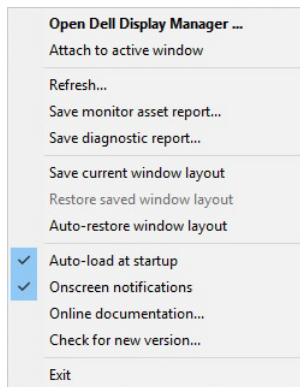 Open Dell Display Manager ...
Attach to active window
Refresh...
Save monitor asset report...
Save diagnostic report...
Save current window layout
Restore saved window layout
Auto-restore window layout
Auto-load at startup
Onscreen notifications
Online documentation...
Check for new version...
Exit